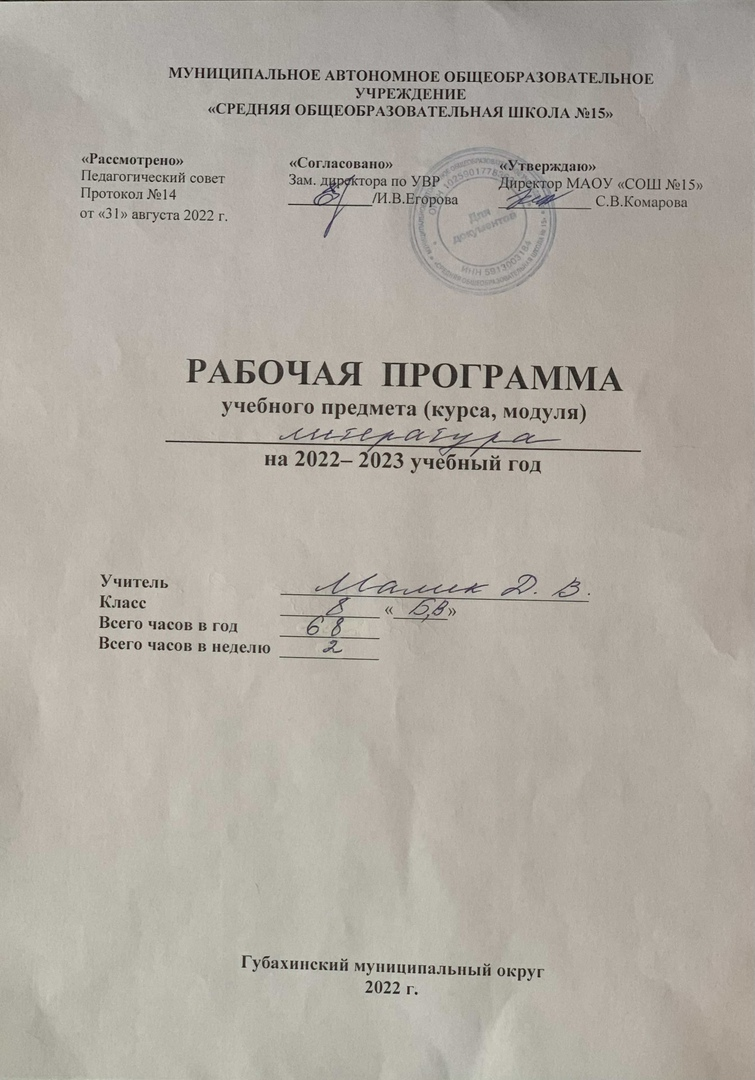 МУНИЦИПАЛЬНОЕ АВТОНОМНОЕ ОБЩЕОБРАЗОВАТЕЛЬНОЕ
УЧРЕЖДЕНИЕ
«СРЕДНЯЯ ОБЩЕОБРАЗОВАТЕЛЬНАЯ ШКОЛА №15»
«Рассмотрено»
Педагогический совет
Протокол №14
от «31» августа 2022 г.
«Согласовано»
Зам. директора по УВР
/И.В.Егорова
«Утверждаю»
Директор МАОУ «СОШ №15»
С.В.Комарова
Для
документов
РАБОЧАЯ ПРОГРАММА
учебного предмета (курса, модуля)
литература
на 2022– 2023 учебный год
Учитель Малик Д. В.
Класс 8 « Б,В»
Всего часов в год 68
Всего часов в неделю 2
Губахинский муниципальный округ
2022 г.